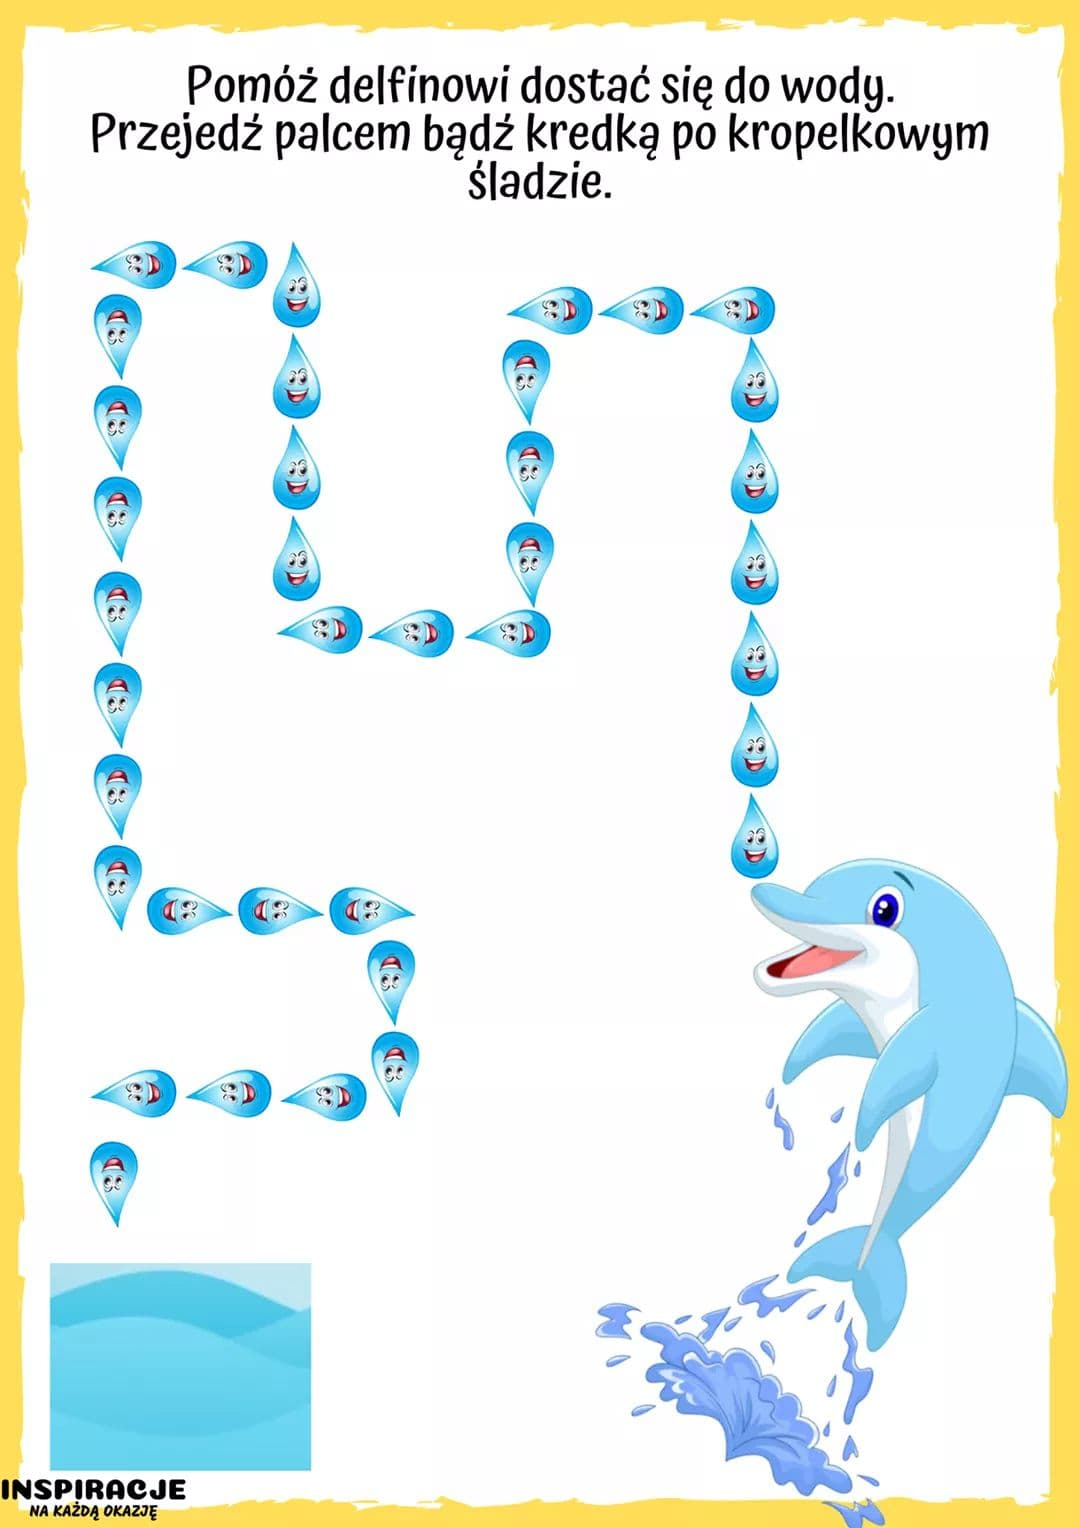 Pomóż delfinowi dostać się do wody.
Przejedź palcem bądź kredką po kropelkowym
śladzie.
INSPIRACJE
NA KAŻDĄ OKAZJĘ